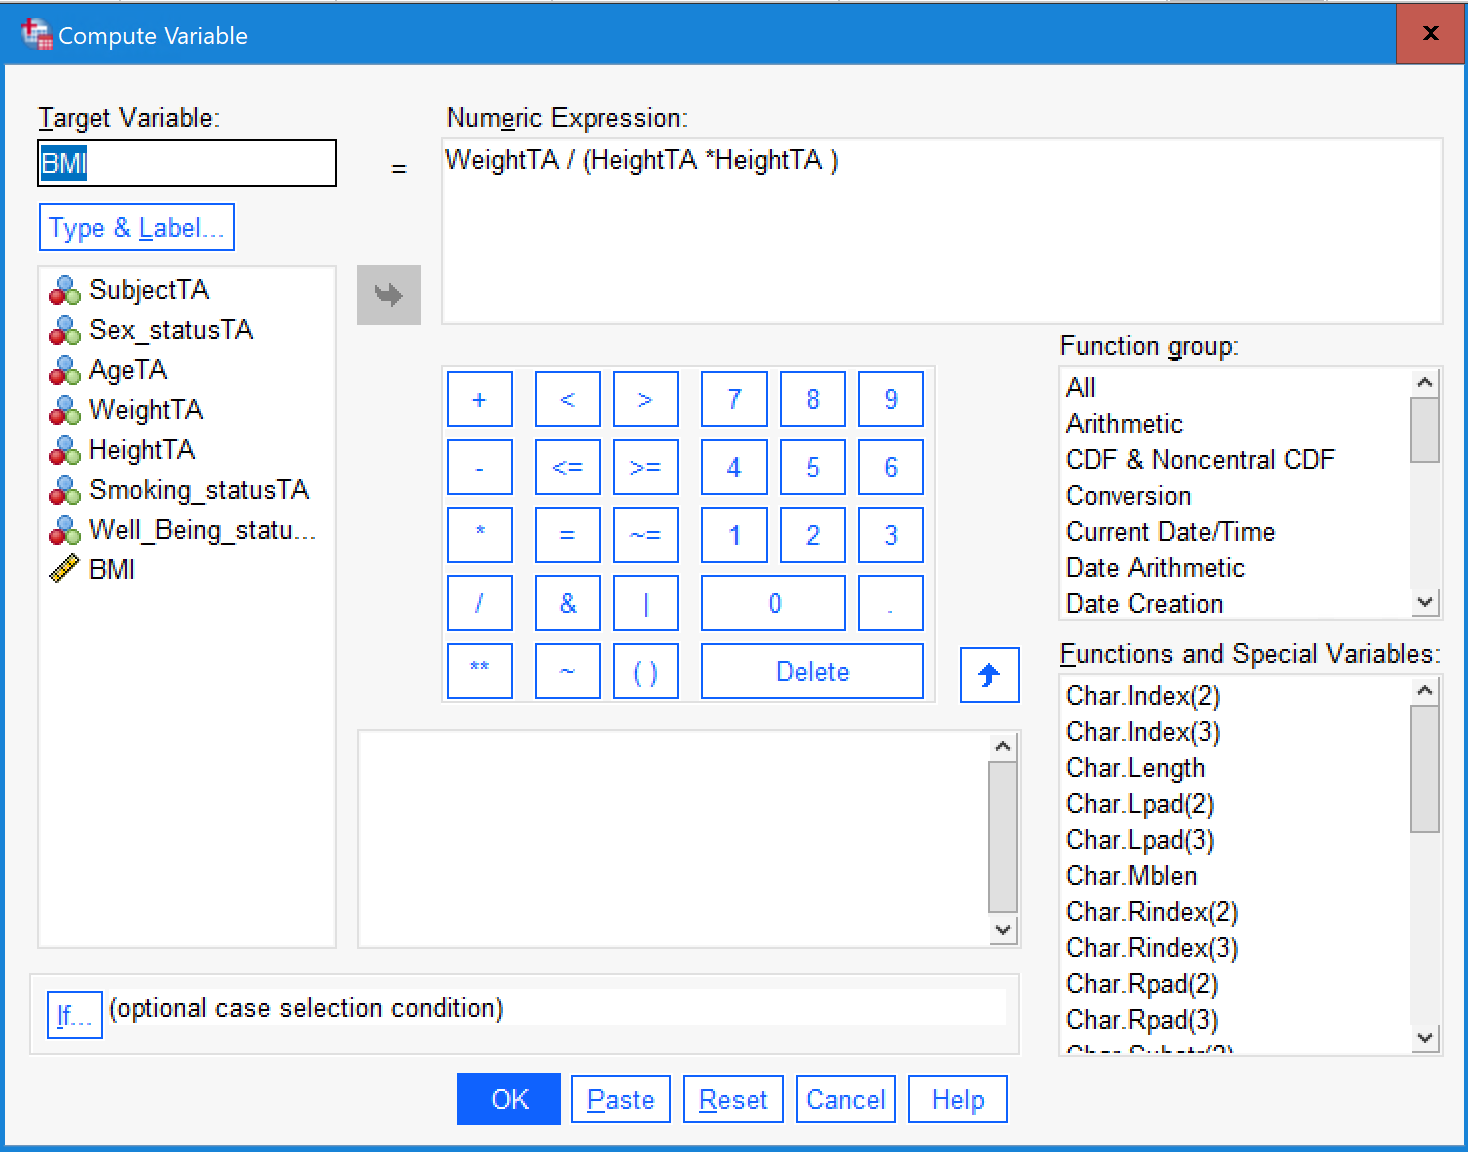 Compute Variable
x
Target Variable:
Numeric Expression:
BMI
=
WeightTA / (HeightTA *HeightTA )
Type & Label...
SubjectTA
Sex_statusTA
AgeTA
WeightTA
HeightTA
Smoking_statusTA
Well_Being_statu...
BMI
+ < > 7 8 9
- <= >= 4 5 6
* = ~= 1 2 3
/ & | 0 .
** ~ ( ) Delete
Function group:
All
Arithmetic
CDF & Noncentral CDF
Conversion
Current Date/Time
Date Arithmetic
Date Creation
Functions and Special Variables:
Char.Index(2)
Char.Index(3)
Char.Length
Char.Lpad(2)
Char.Lpad(3)
Char.Mblen
Char.Rindex(2)
Char.Rindex(3)
Char.Rpad(2)
Char.Rpad(3)
Char.Substr(2)
If... (optional case selection condition)
OK Paste Reset Cancel Help